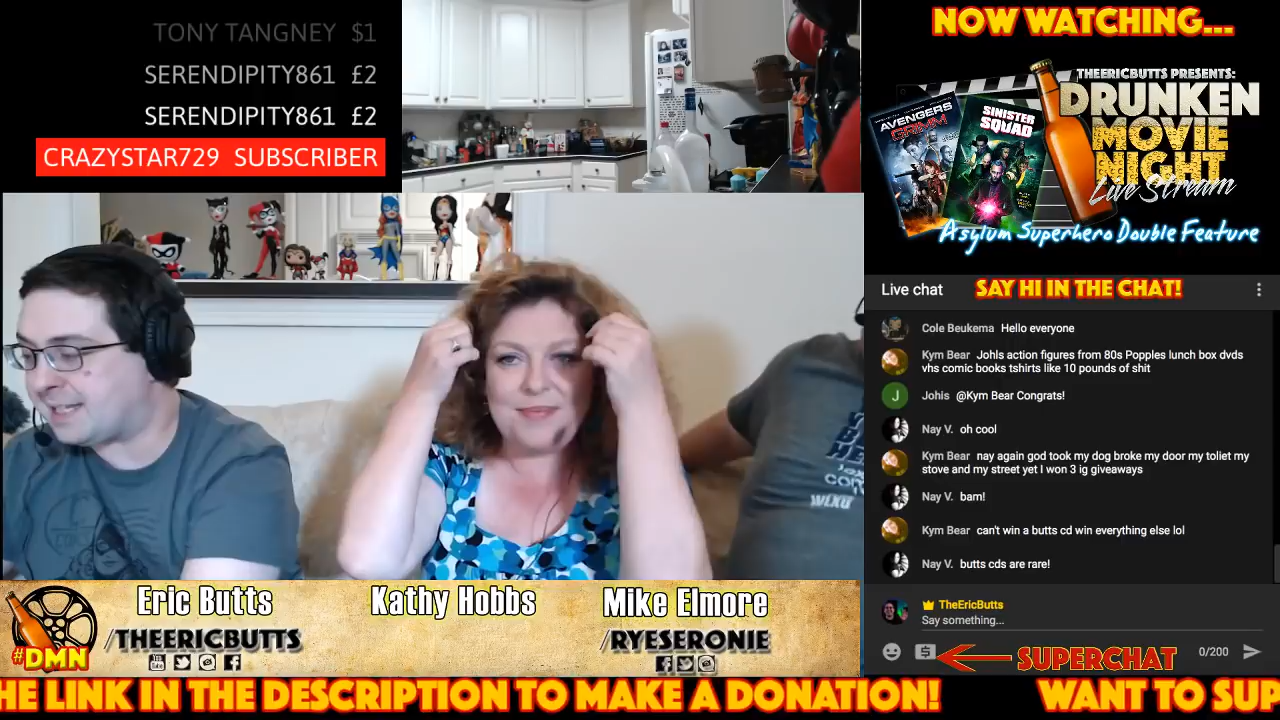 TONY TANGNEY $1
SERENDIPITY861 £2
SERENDIPITY861 £2
CRAZYSTAR729 SUBSCRIBER
NOW WATCHING...
THEERICBUTTS PRESENTS:
DRUNKEN
MOVIE
NIGHT
Live Stream
AVENGERS
GRIMM
SINISTER
SQUAD
Asylum Superhero Double Feature
Live chat
SAY HI IN THE CHAT!
Cole Beukema Hello everyone
Kym Bear Johls action figures from 80s Popples lunch box dvds
vhs comic books tshirts like 10 pounds of shit
J
Johis @Kym Bear Congrats!
Nay V. oh cool
Kym Bear nay again god took my dog broke my door my toliet my
stove and my street yet I won 3 ig giveaways
Nay V. bam!
Kym Bear can't win a butts cd win everything else lol
Nay V. butts cds are rare!
TheEricButts
Say something...
SUPERCHAT
0/200
Eric Butts
/THEERICBUTTS
Kathy Hobbs
Mike Elmore
/RYESERONIE
#DMN
HE LINK IN THE DESCRIPTION TO MAKE A DONATION!
WANT TO SUP